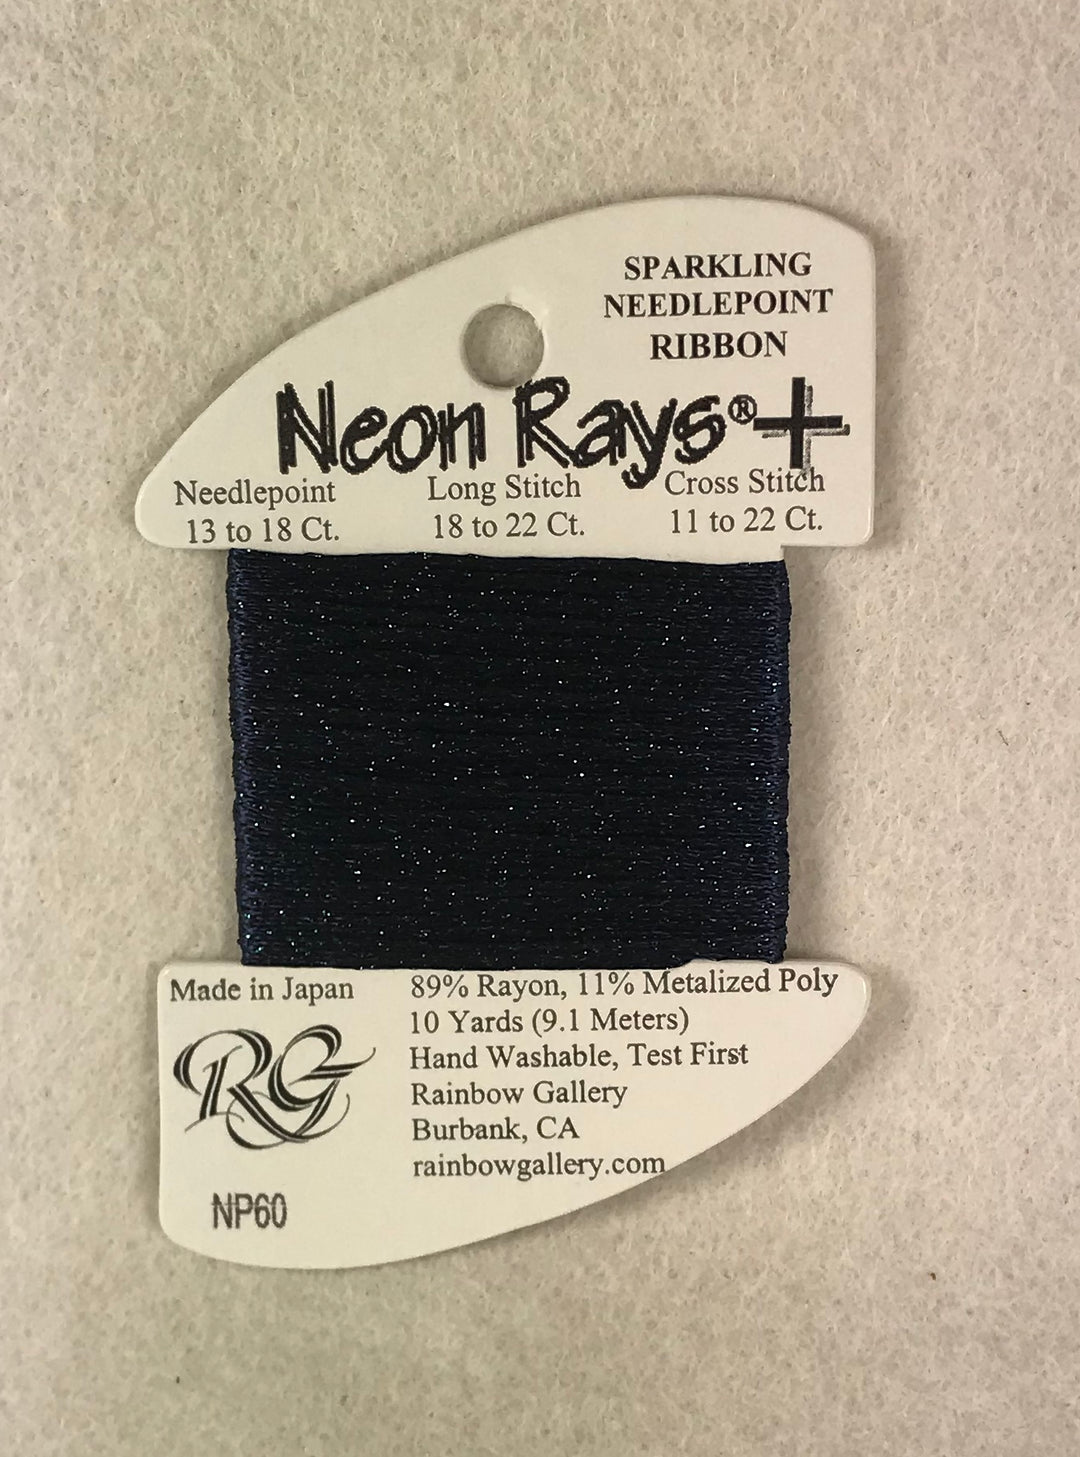 SPARKLING
NEEDLEPOINT
RIBBON
Neon Rays®+
Needlepoint Long Stitch Cross Stitch
13 to 18 Ct. 18 to 22 Ct. 11 to 22 Ct.
Made in Japan
89% Rayon, 11% Metalized Poly
10 Yards (9.1 Meters)
Hand Washable, Test First
Rainbow Gallery
Burbank, CA
rainbowgallery.com
RG
NP60